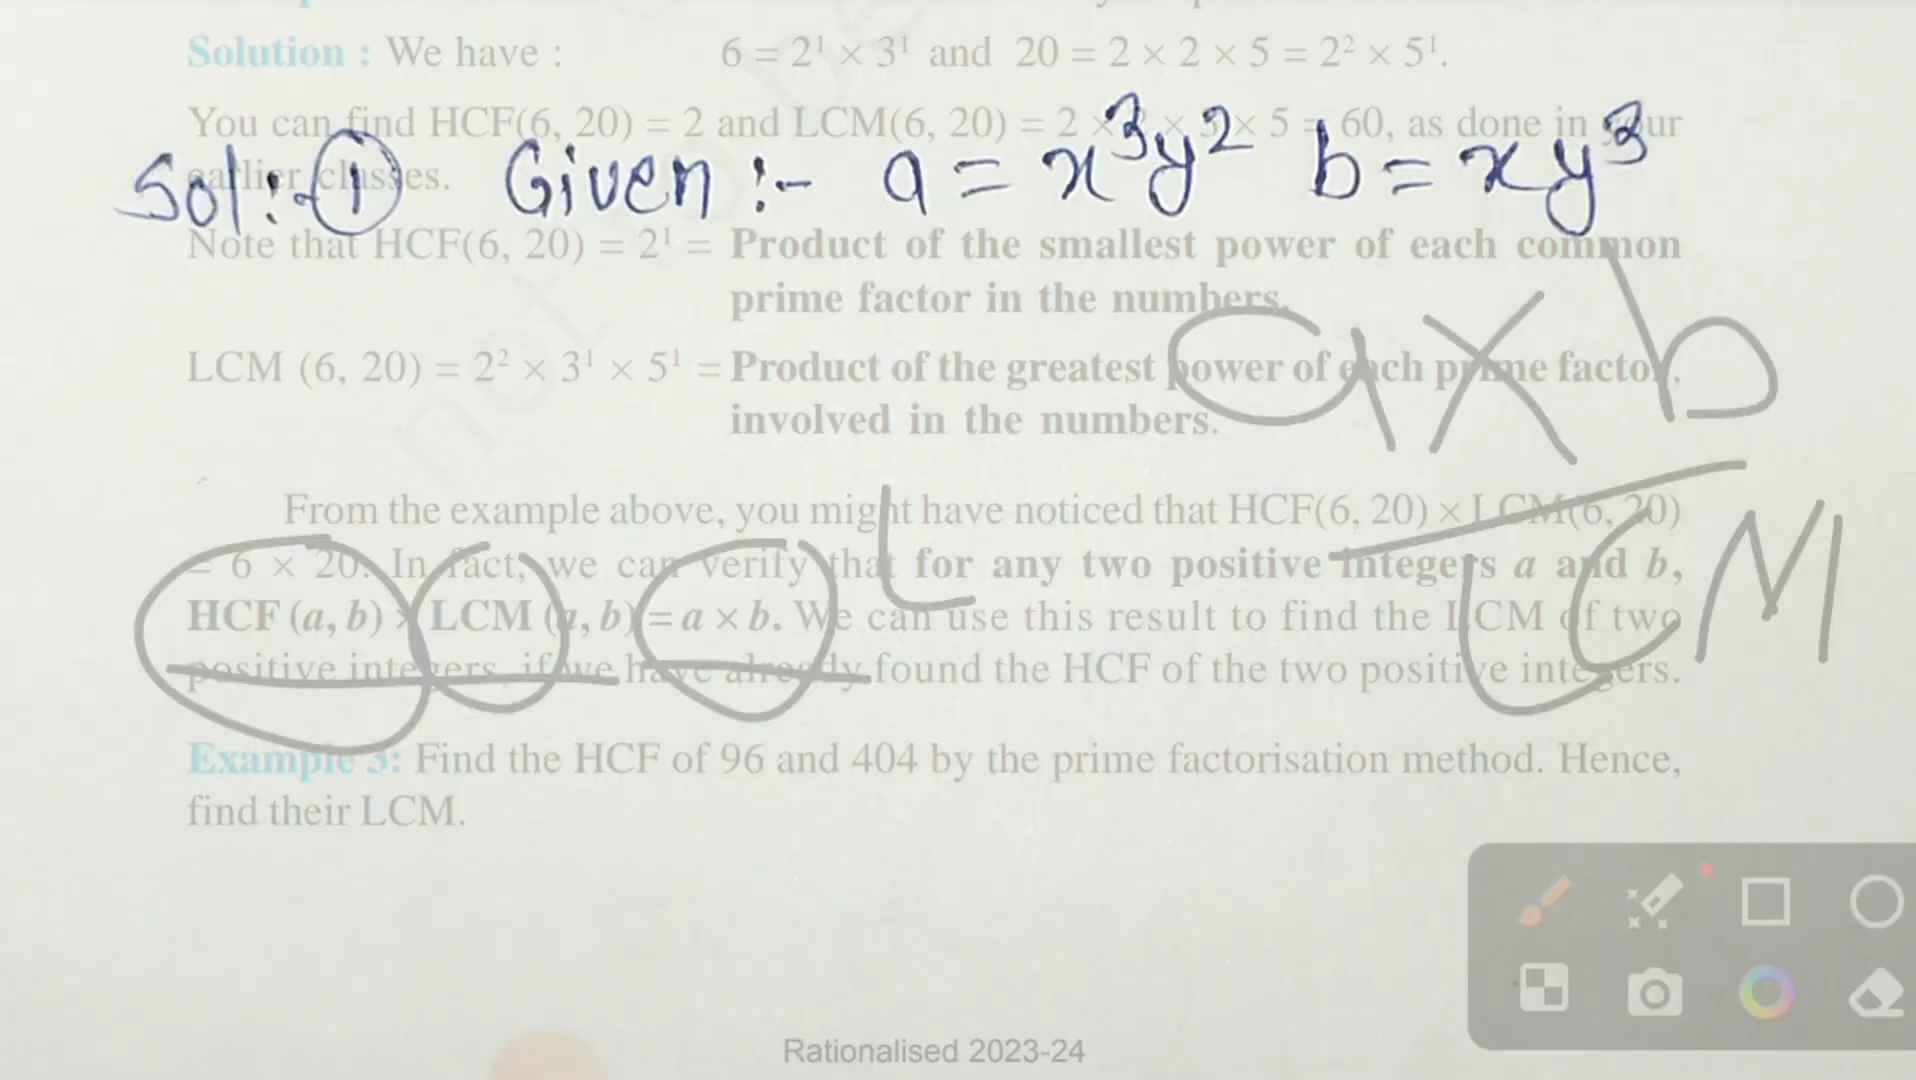 Solution : We have : 6 = 2¹ × 3¹ and 20 = 2 × 2 × 5 = 2² × 5¹.
You can find HCF(6, 20) = 2 and LCM(6, 20) = 2 × × 5 = 60, as done in your
earlier classes.
Sol:- ① Given :- a = x³y² b = xy³
Note that HCF(6, 20) = 2¹ = Product of the smallest power of each common
prime factor in the numbers.
a × b
LCM (6, 20) = 2² × 3¹ × 5¹ = Product of the greatest power of each prime factor,
involved in the numbers.
L
From the example above, you might have noticed that HCF(6, 20) × LCM(6, 20)
= 6 × 20. In fact, we can verify that for any two positive integers a and b,
LCM
HCF (a, b) × LCM (a, b) = a × b. We can use this result to find the LCM of two
positive integers, if we have already found the HCF of the two positive integers.
Example 3: Find the HCF of 96 and 404 by the prime factorisation method. Hence,
find their LCM.
Rationalised 2023-24